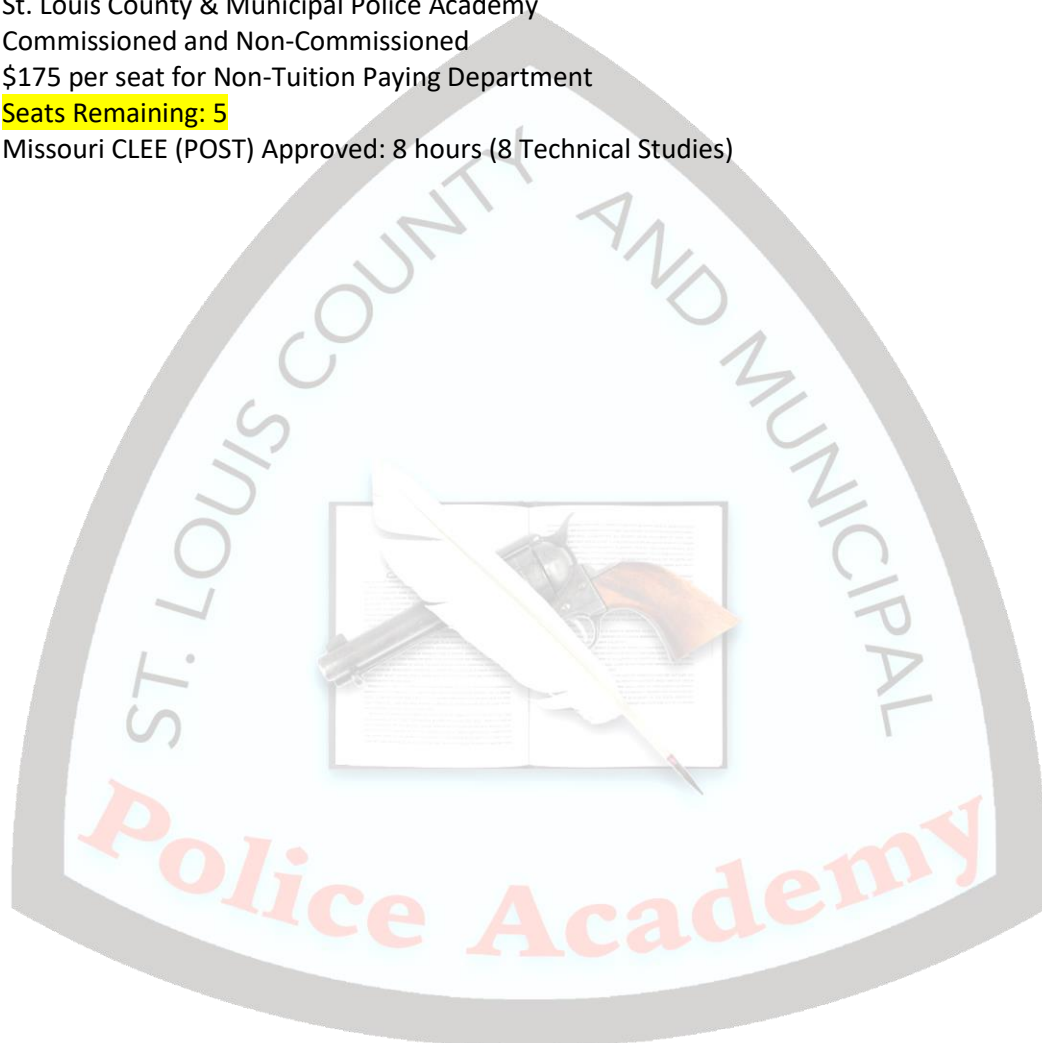 St. Louis County & Municipal Police Academy
Commissioned and Non-Commissioned
$175 per seat for Non-Tuition Paying Department
Seats Remaining: 5
Missouri CLEE (POST) Approved: 8 hours (8 Technical Studies)
ST. LOUIS COUNTY AND MUNICIPAL
Police Academy